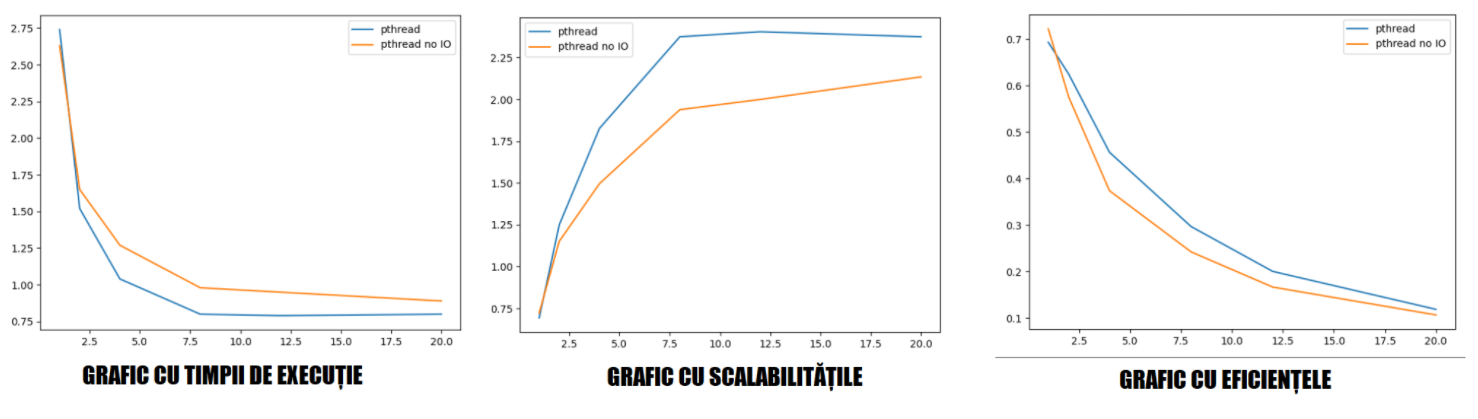 2.75
2.50
2.25
2.00
1.75
1.50
1.25
1.00
0.75
pthread
pthread no IO
2.5 5.0 7.5 10.0 12.5 15.0 17.5 20.0
GRAFIC CU TIMPII DE EXECUȚIE
2.25
2.00
1.75
1.50
1.25
1.00
0.75
pthread
pthread no IO
2.5 5.0 7.5 10.0 12.5 15.0 17.5 20.0
GRAFIC CU SCALABILITĂȚILE
0.7
0.6
0.5
0.4
0.3
0.2
0.1
pthread
pthread no IO
2.5 5.0 7.5 10.0 12.5 15.0 17.5 20.0
GRAFIC CU EFICIENȚELE